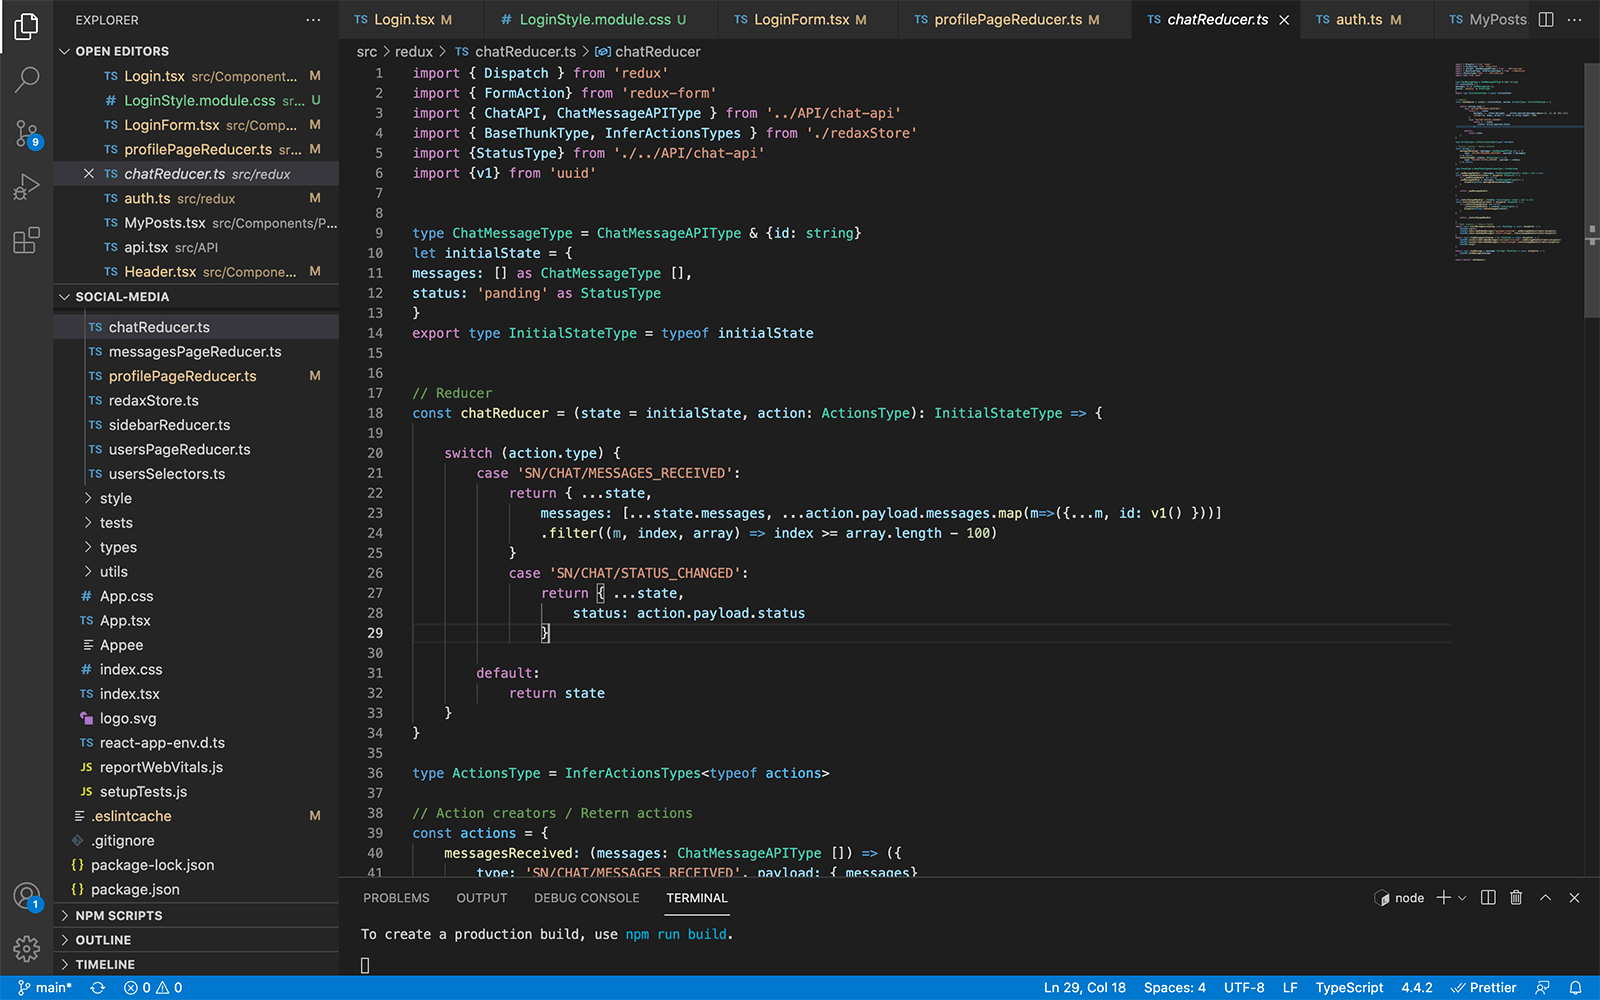 EXPLORER
OPEN EDITORS
TS Login.tsx src/Component... M
# LoginStyle.module.css sr... U
TS LoginForm.tsx src/Comp... M
TS profilePageReducer.ts sr... M
TS chatReducer.ts src/redux
TS auth.ts src/redux M
TS MyPosts.tsx src/Components/P...
TS api.tsx src/API
TS Header.tsx src/Compone... M
SOCIAL-MEDIA
TS chatReducer.ts
TS messagesPageReducer.ts
TS profilePageReducer.ts M
TS redaxStore.ts
TS sidebarReducer.ts
TS usersPageReducer.ts
TS usersSelectors.ts
style
tests
types
utils
# App.css
TS App.tsx
Appee
# index.css
TS index.tsx
logo.svg
TS react-app-env.d.ts
JS reportWebVitals.js
JS setupTests.js
.eslintcache M
.gitignore
{} package-lock.json
{} package.json
NPM SCRIPTS
OUTLINE
TIMELINE
9
1
TS Login.tsx M # LoginStyle.module.css U TS LoginForm.tsx M TS profilePageReducer.ts M TS chatReducer.ts TS auth.ts M TS MyPosts.
src > redux > TS chatReducer.ts > chatReducer
1 import { Dispatch } from 'redux'
2 import { FormAction} from 'redux-form'
3 import { ChatAPI, ChatMessageAPIType } from '../API/chat-api'
4 import { BaseThunkType, InferActionsTypes } from './redaxStore'
5 import {StatusType} from './../API/chat-api'
6 import {v1} from 'uuid'
7
8
9 type ChatMessageType = ChatMessageAPIType & {id: string}
10 let initialState = {
11 messages: [] as ChatMessageType [],
12 status: 'panding' as StatusType
13 }
14 export type InitialStateType = typeof initialState
15
16
17 // Reducer
18 const chatReducer = (state = initialState, action: ActionsType): InitialStateType => {
19
20 switch (action.type) {
21 case 'SN/CHAT/MESSAGES_RECEIVED':
22 return { ...state,
23 messages: [...state.messages, ...action.payload.messages.map(m=>({...m, id: v1() }))]
24 .filter((m, index, array) => index >= array.length - 100)
25 }
26 case 'SN/CHAT/STATUS_CHANGED':
27 return { ...state,
28 status: action.payload.status
29 }
30
31 default:
32 return state
33 }
34 }
35
36 type ActionsType = InferActionsTypes<typeof actions>
37
38 // Action creators / Retern actions
39 const actions = {
40 messagesReceived: (messages: ChatMessageAPIType []) => ({
41 type: 'SN/CHAT/MESSAGES_RECEIVED', payload: { messages}
PROBLEMS OUTPUT DEBUG CONSOLE TERMINAL node
To create a production build, use npm run build.
main* 0 0 Ln 29, Col 18 Spaces: 4 UTF-8 LF TypeScript 4.4.2 Prettier